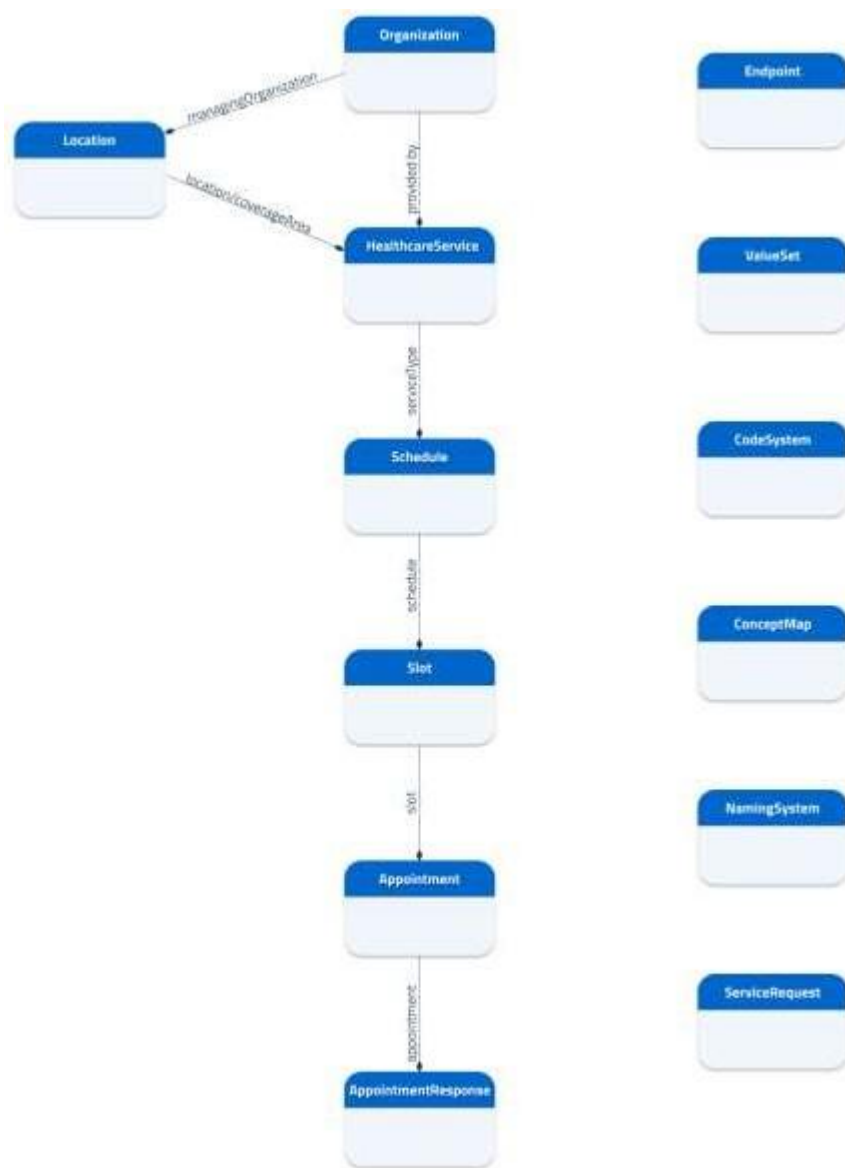 Organization
Endpoint
managingOrganization
Location
provided by
location/coverageArea
HealthcareService
ValueSet
serviceType
Schedule
CodeSystem
schedule
Slot
ConceptMap
slot
NamingSystem
Appointment
appointment
ServiceRequest
AppointmentResponse